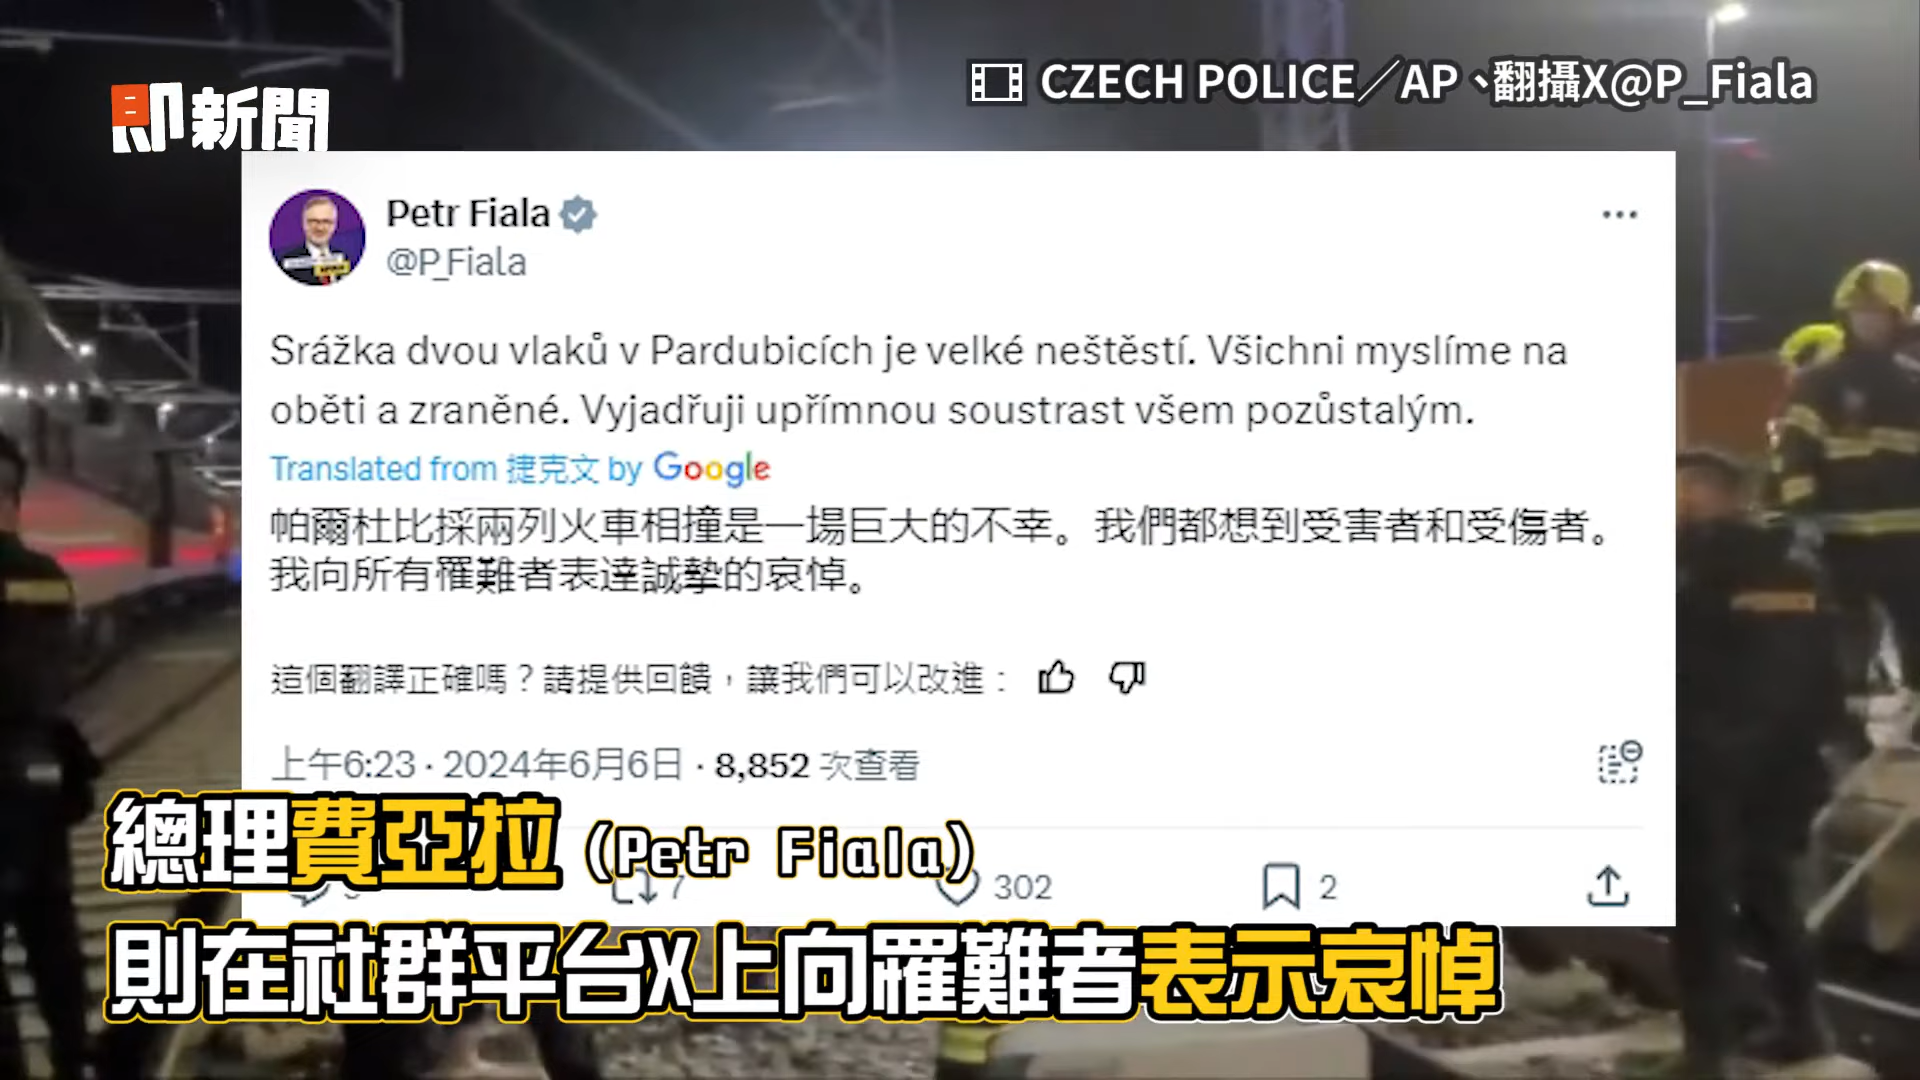 CZECH POLICE／AP、翻攝X@P_Fiala
即新聞
Petr Fiala
@P_Fiala
Srážka dvou vlaků v Pardubicích je velké neštěstí. Všichni myslíme na
oběti a zraněné. Vyjadřuji upřímnou soustrast všem pozůstalým.
Translated from 捷克文 by Google
帕爾杜比採兩列火車相撞是一場巨大的不幸。我們都想到受害者和受傷者。
我向所有罹難者表達誠摯的哀悼。
這個翻譯正確嗎？請提供回饋，讓我們可以改進：
上午6:23 · 2024年6月6日 · 8,852 次查看
總理費亞拉（Petr Fiala）
7 302 2
則在社群平台X上向罹難者表示哀悼